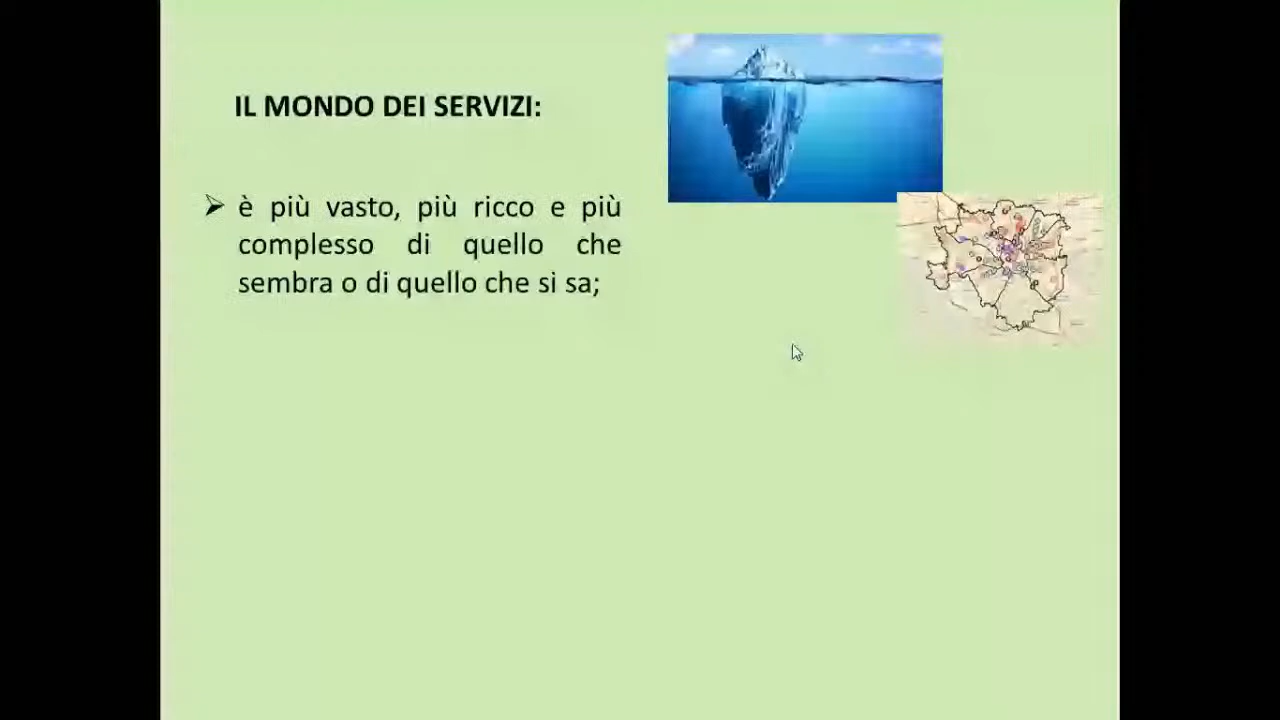 IL MONDO DEI SERVIZI:
è più vasto, più ricco e più
complesso di quello che
sembra o di quello che si sa;